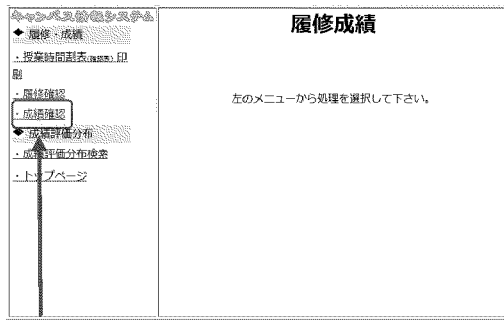 キャンパス情報システム
◆ 履修・成績
・授業時間割表(確認表) 印
刷
・履修確認
・成績確認
◆ 成績評価分布
・成績評価分布検索
・トップページ
履修成績
左のメニューから処理を選択して下さい。